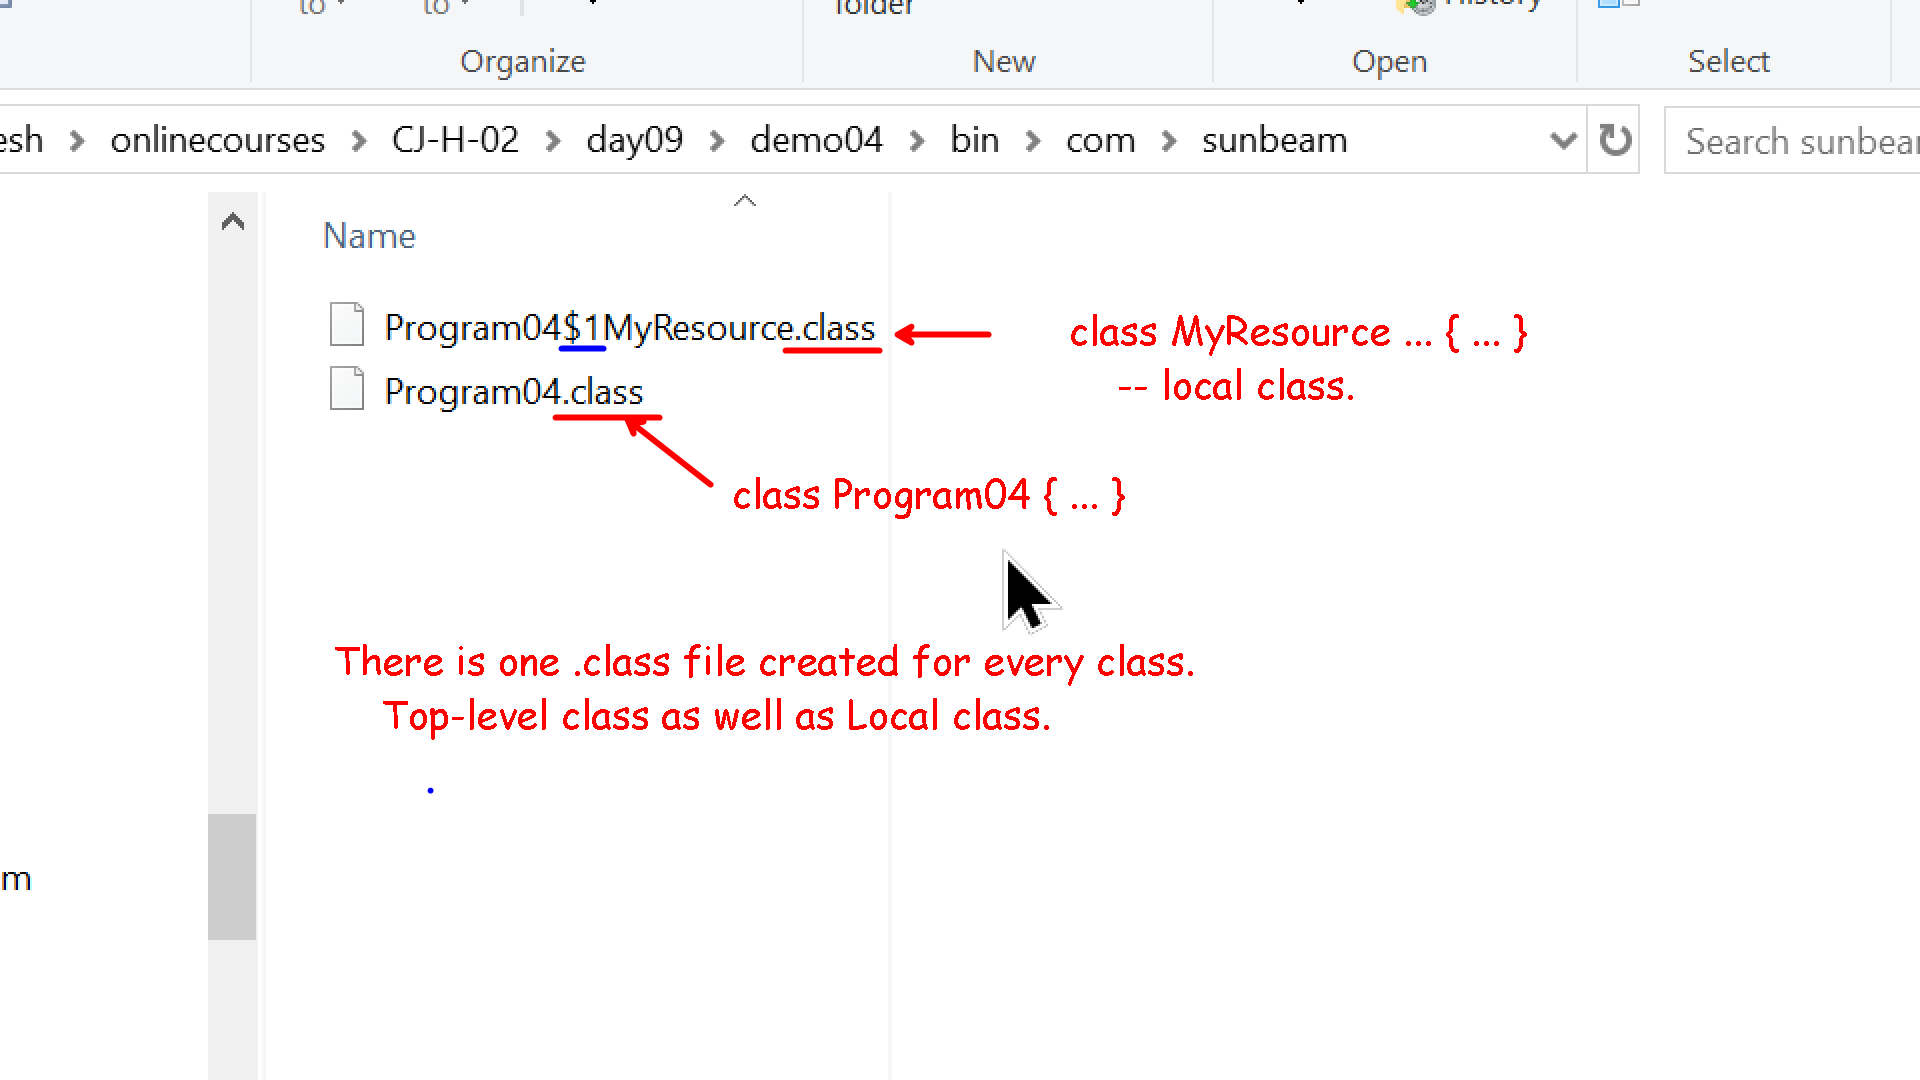 to to folder History
Organize New Open Select
esh > onlinecourses > CJ-H-02 > day09 > demo04 > bin > com > sunbeam Search sunbeam
Name
Program04$1MyResource.class class MyResource ... { ... }
-- local class.
Program04.class
class Program04 { ... }
There is one .class file created for every class.
Top-level class as well as Local class.
m